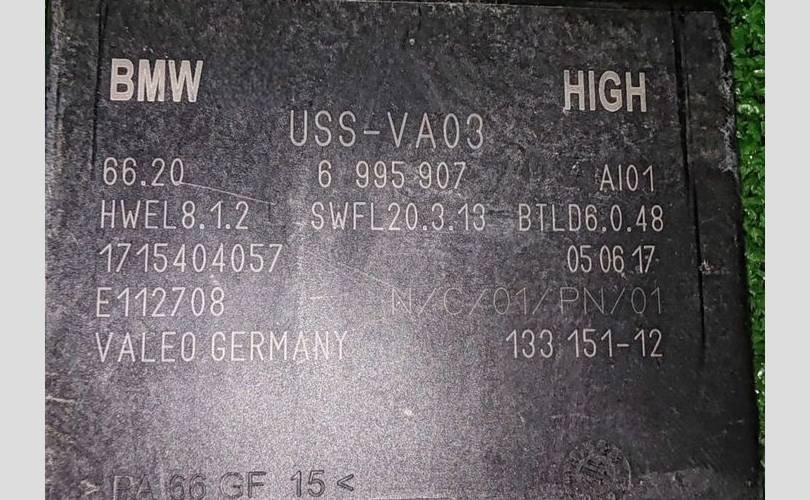 BMW HIGH
USS-VA03
66.20 6 995 907 AI01
HWEL8.1.2 SWFL20.3.13 BTLD6.0.48
1715404057 05 06 17
E112708 N/C/01/PN/01
VALEO GERMANY 133 151-12
>PA 66 GF 15<